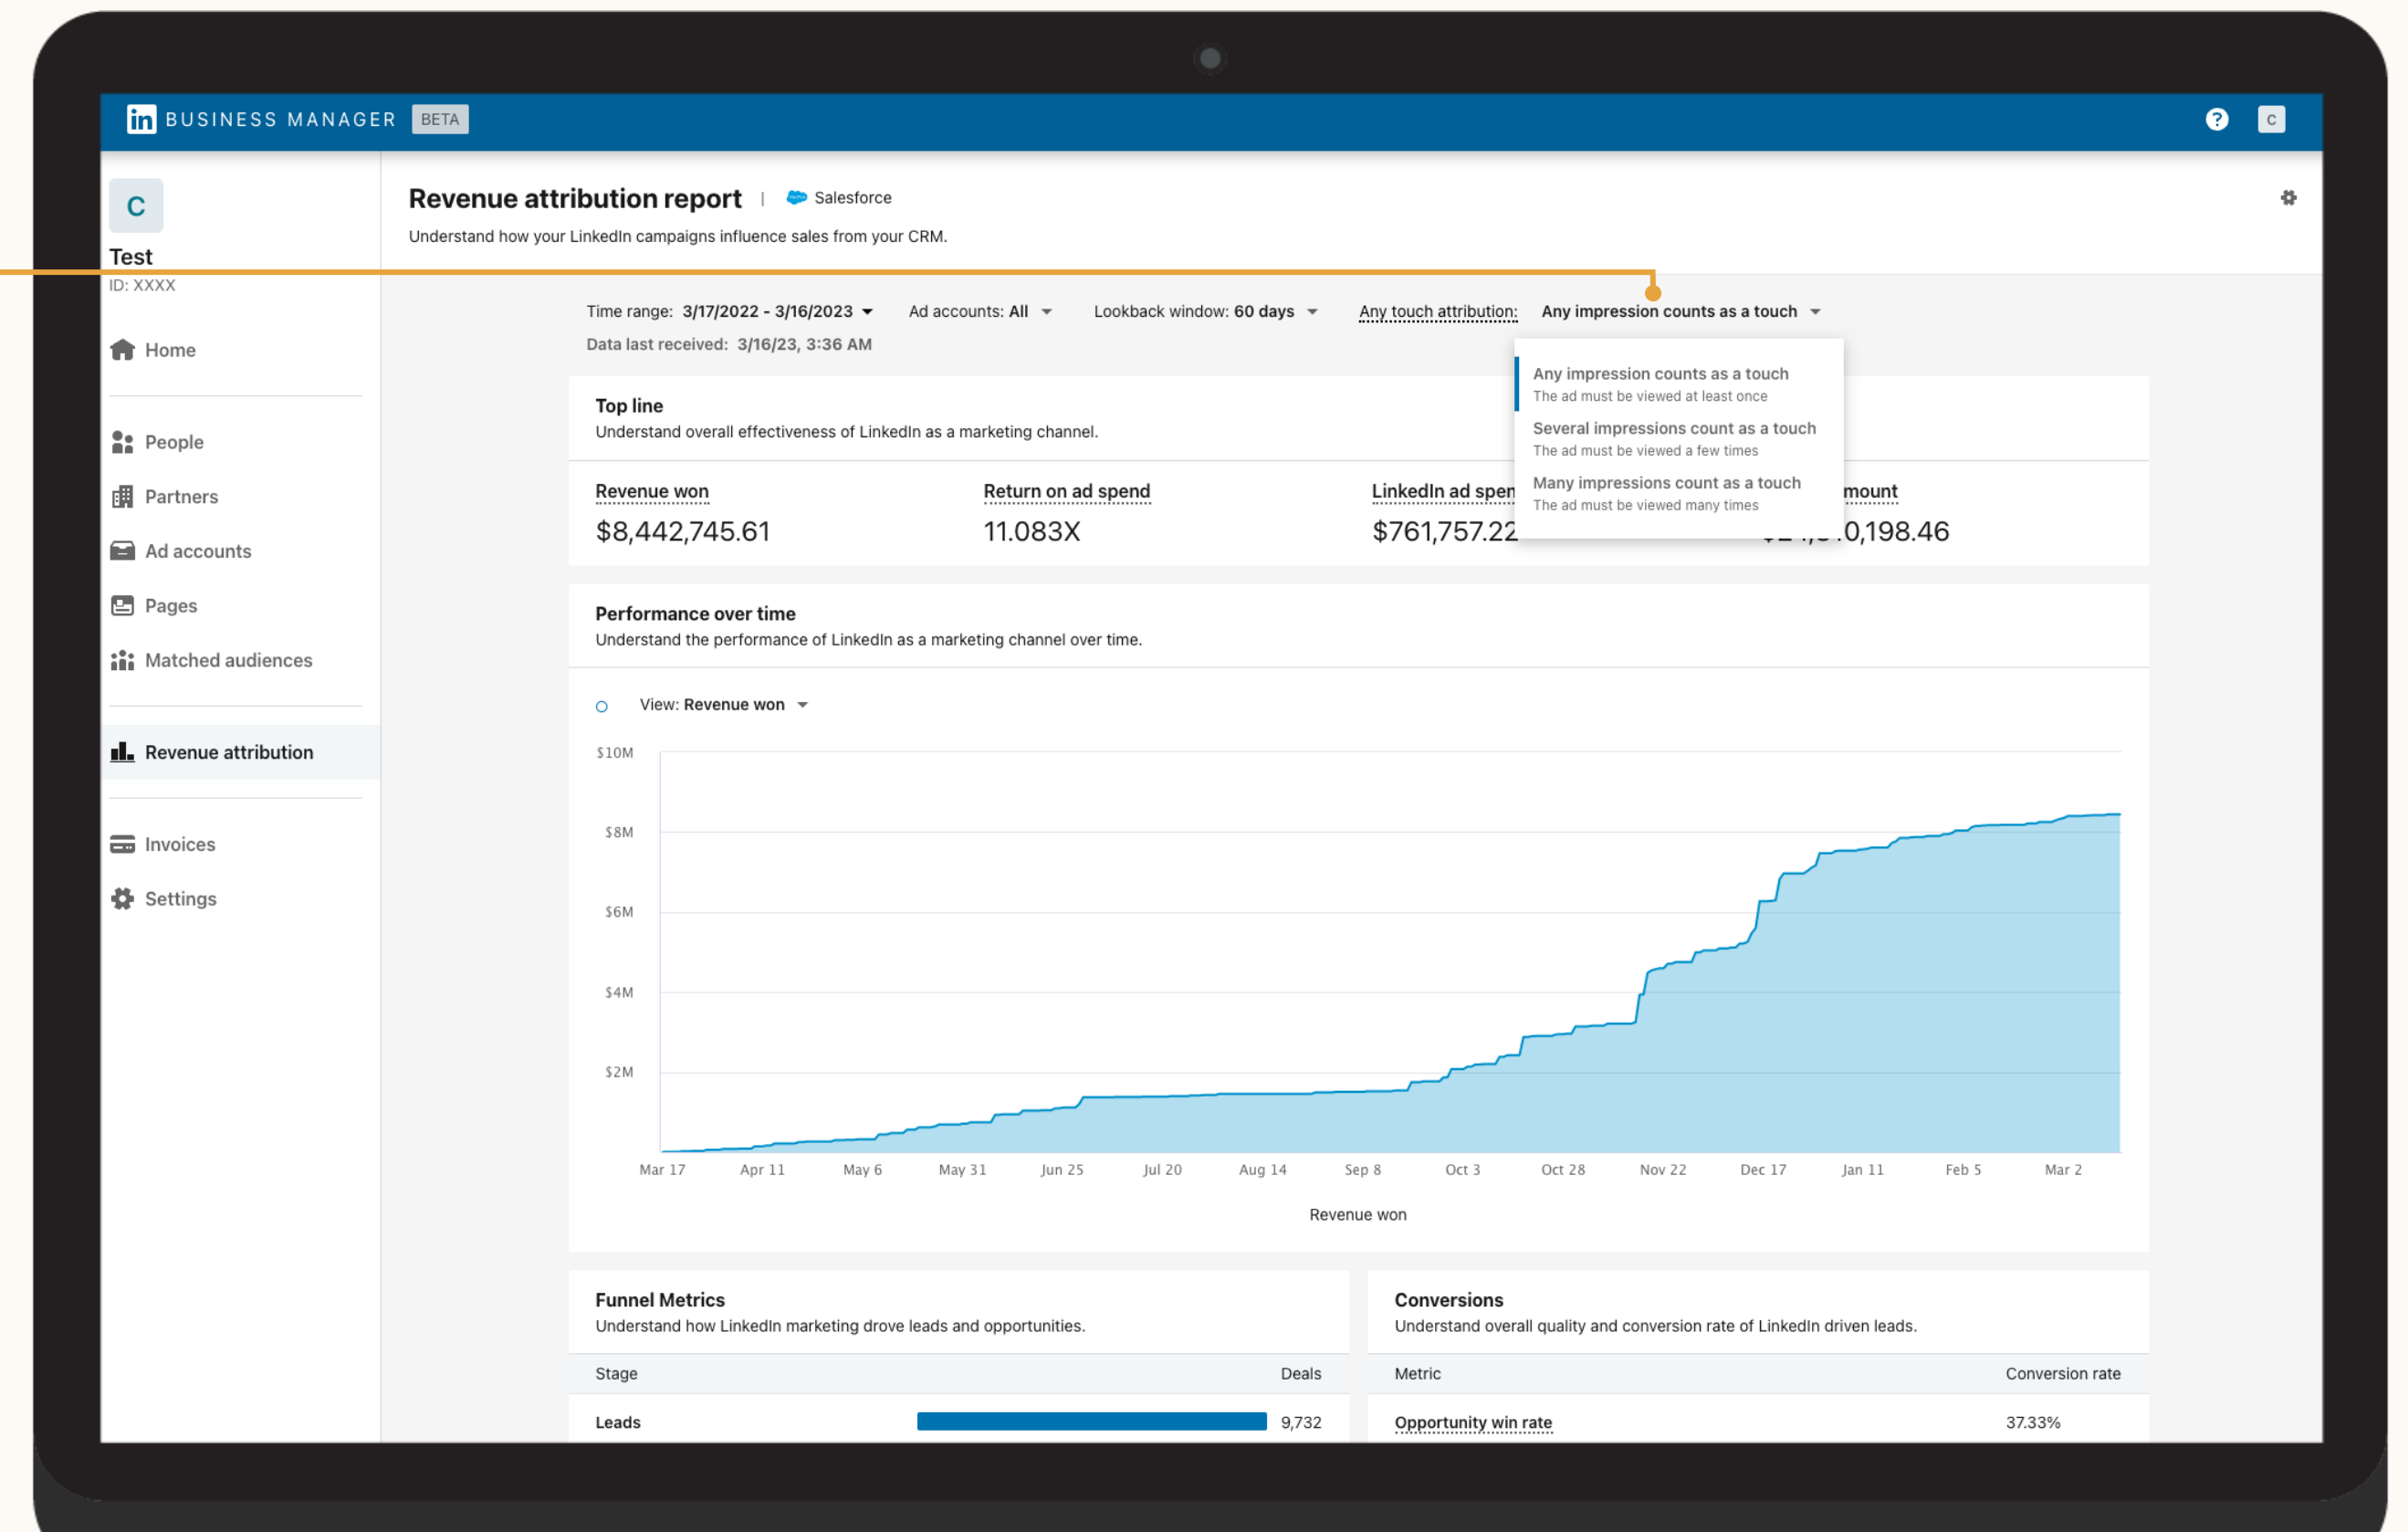 in BUSINESS MANAGER BETA
? C
C
Test
ID: XXXX
Home
People
Partners
Ad accounts
Pages
Matched audiences
Revenue attribution
Invoices
Settings
Revenue attribution report | Salesforce
Understand how your LinkedIn campaigns influence sales from your CRM.
Time range: 3/17/2022 - 3/16/2023 Ad accounts: All Lookback window: 60 days Any touch attribution: Any impression counts as a touch
Data last received: 3/16/23, 3:36 AM
Any impression counts as a touch
The ad must be viewed at least once
Several impressions count as a touch
The ad must be viewed a few times
Many impressions count as a touch
The ad must be viewed many times
Top line
Understand overall effectiveness of LinkedIn as a marketing channel.
Revenue won
$8,442,745.61
Return on ad spend
11.083X
LinkedIn ad spen
$761,757.22
mount
0,198.46
Performance over time
Understand the performance of LinkedIn as a marketing channel over time.
View: Revenue won
$10M
$8M
$6M
$4M
$2M
Mar 17 Apr 11 May 6 May 31 Jun 25 Jul 20 Aug 14 Sep 8 Oct 3 Oct 28 Nov 22 Dec 17 Jan 11 Feb 5 Mar 2
Revenue won
Funnel Metrics
Understand how LinkedIn marketing drove leads and opportunities.
Stage Deals
Leads 9,732
Conversions
Understand overall quality and conversion rate of LinkedIn driven leads.
Metric Conversion rate
Opportunity win rate 37.33%